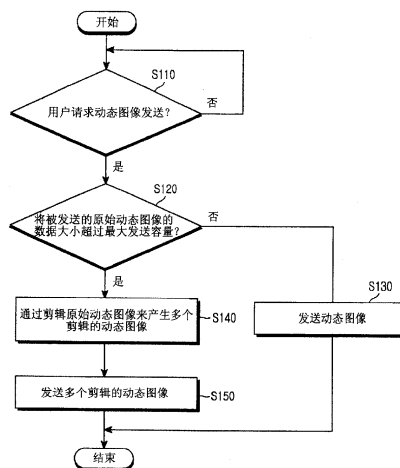 开始
S110
用户请求动态图像发送？
否
是
S120
将被发送的原始动态图像的
数据大小超过最大发送容量？
否
是
S130
通过剪辑原始动态图像来产生多个
剪辑的动态图像
S140
发送动态图像
发送多个剪辑的动态图像
S150
结束